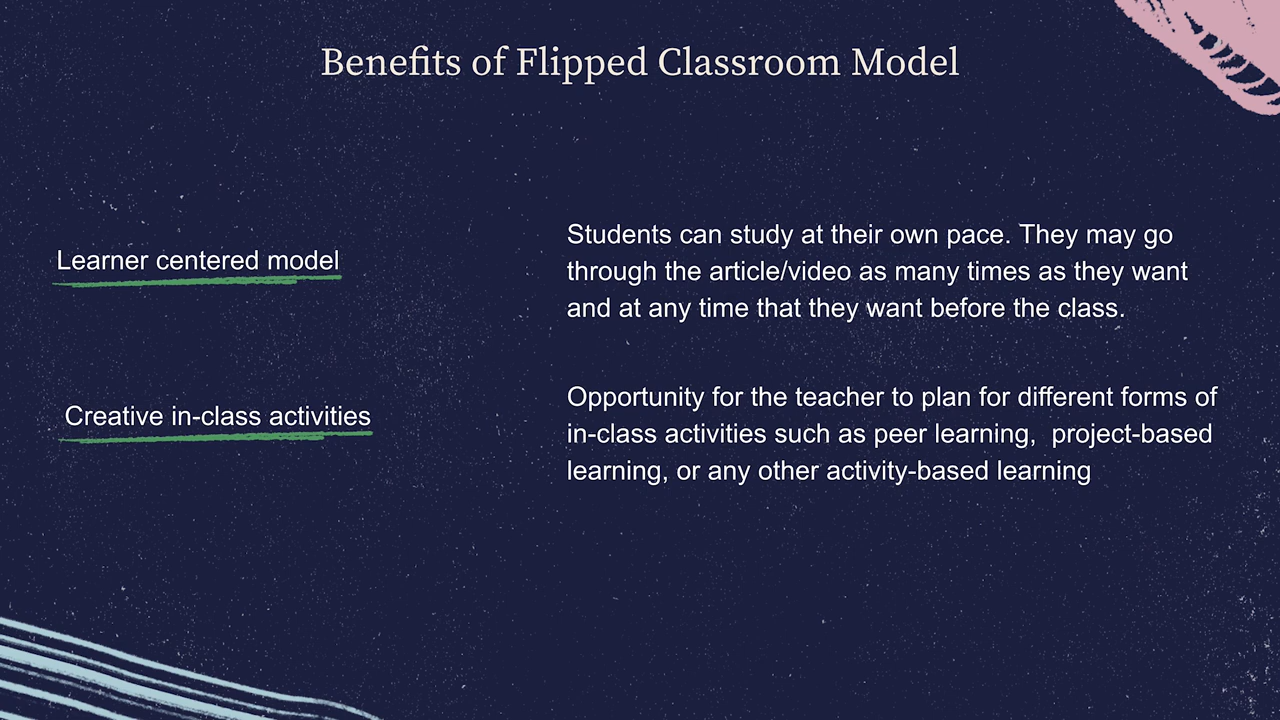 Benefits of Flipped Classroom Model
Learner centered model
Students can study at their own pace. They may go
through the article/video as many times as they want
and at any time that they want before the class.
Creative in-class activities
Opportunity for the teacher to plan for different forms of
in-class activities such as peer learning,  project-based
learning, or any other activity-based learning